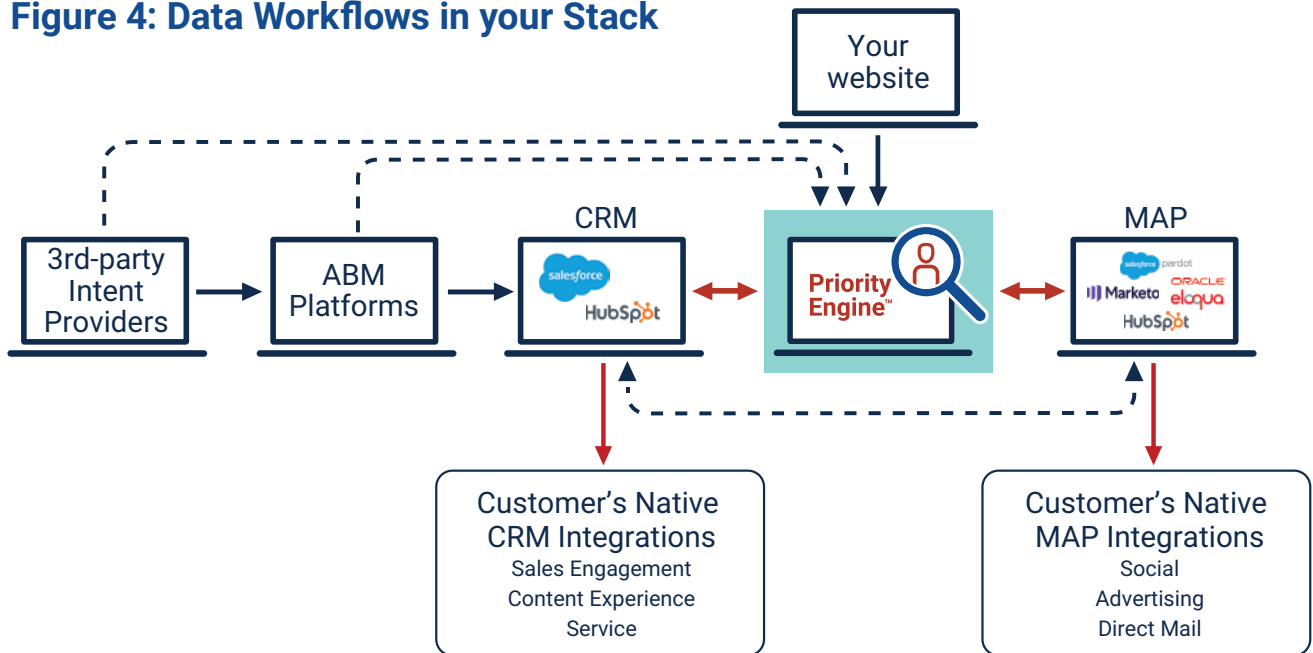 Figure 4: Data Workflows in your Stack
Your
website
3rd-party
Intent
Providers
ABM
Platforms
CRM
salesforce
HubSpot
Priority
Engine™
MAP
salesforce pardot
Marketo
ORACLE
eloqua
HubSpot
Customer’s Native
CRM Integrations
Sales Engagement
Content Experience
Service
Customer’s Native
MAP Integrations
Social
Advertising
Direct Mail